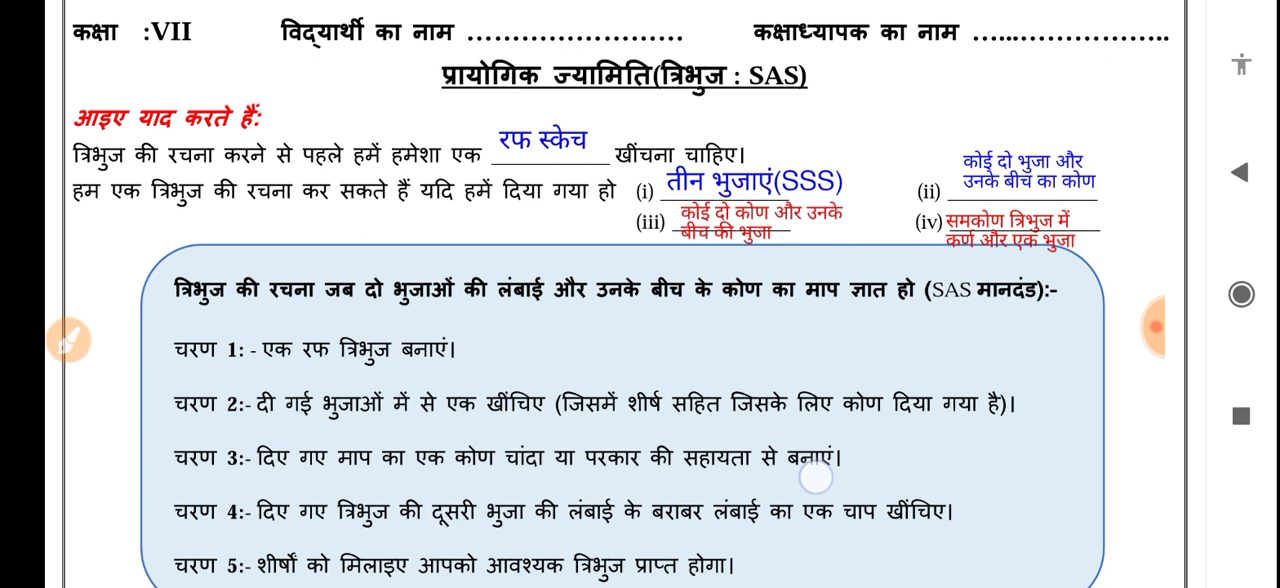 कक्षा :VII विद्यार्थी का नाम ........................ कक्षाध्यापक का नाम ......................
प्रायोगिक ज्यामिति(त्रिभुज : SAS)
आइए याद करते हैं:
त्रिभुज की रचना करने से पहले हमें हमेशा एक रफ स्केच खींचना चाहिए।
हम एक त्रिभुज की रचना कर सकते हैं यदि हमें दिया गया हो (i) तीन भुजाएं(SSS) (ii) कोई दो भुजा और उनके बीच का कोण
(iii) कोई दो कोण और उनके बीच की भुजा (iv) समकोण त्रिभुज में कर्ण और एक भुजा
त्रिभुज की रचना जब दो भुजाओं की लंबाई और उनके बीच के कोण का माप ज्ञात हो (SAS मानदंड):-
चरण 1: - एक रफ त्रिभुज बनाएं।
चरण 2:- दी गई भुजाओं में से एक खींचिए (जिसमें शीर्ष सहित जिसके लिए कोण दिया गया है)।
चरण 3:- दिए गए माप का एक कोण चांदा या परकार की सहायता से बनाएं।
चरण 4:- दिए गए त्रिभुज की दूसरी भुजा की लंबाई के बराबर लंबाई का एक चाप खींचिए।
चरण 5:- शीर्षों को मिलाइए आपको आवश्यक त्रिभुज प्राप्त होगा।